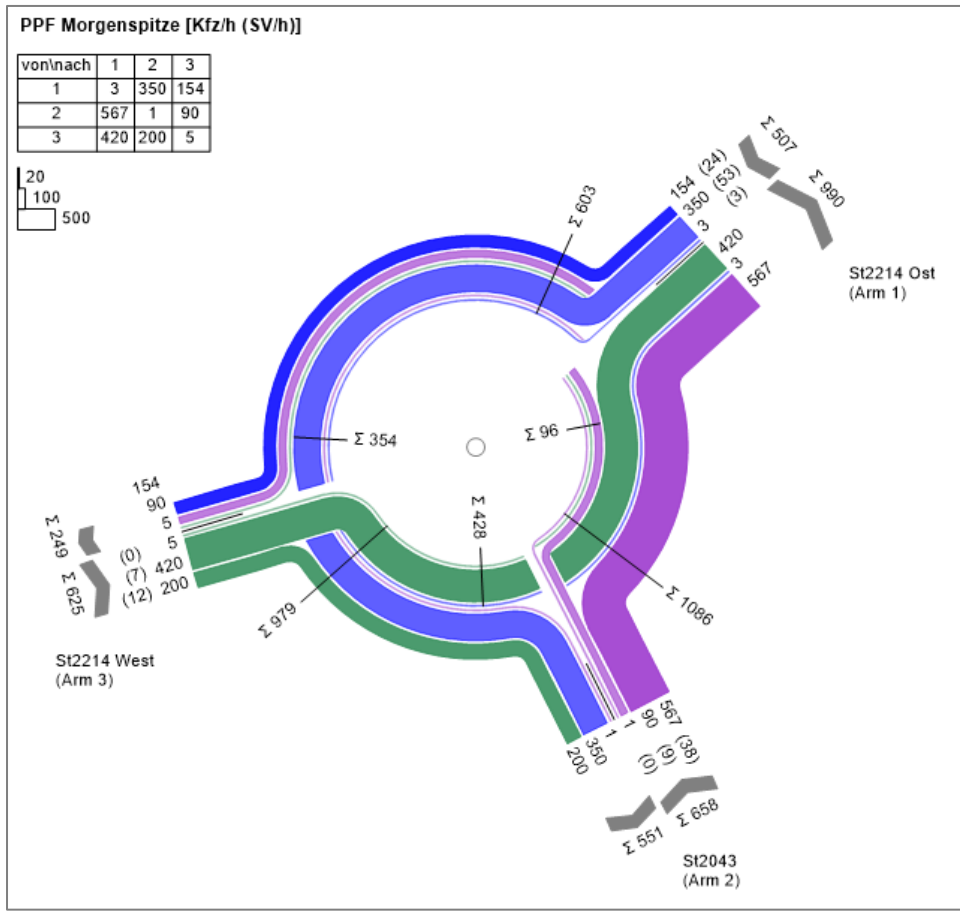 PPF Morgenspitze [Kfz/h (SV/h)]
von\nach 1 2 3
1 3 350 154
2 567 1 90
3 420 200 5
20
100
500
Σ 507
Σ 990
154 (24)
350 (53)
3 (3)
420
3
567
St2214 Ost
(Arm 1)
Σ 603
Σ 354
Σ 96
Σ 428
Σ 979
Σ 1086
154
90
5
5 (0)
420 (7)
200 (12)
Σ 249
Σ 625
St2214 West
(Arm 3)
200
350
1
1 (0)
90 (9)
567 (38)
Σ 551
Σ 658
St2043
(Arm 2)